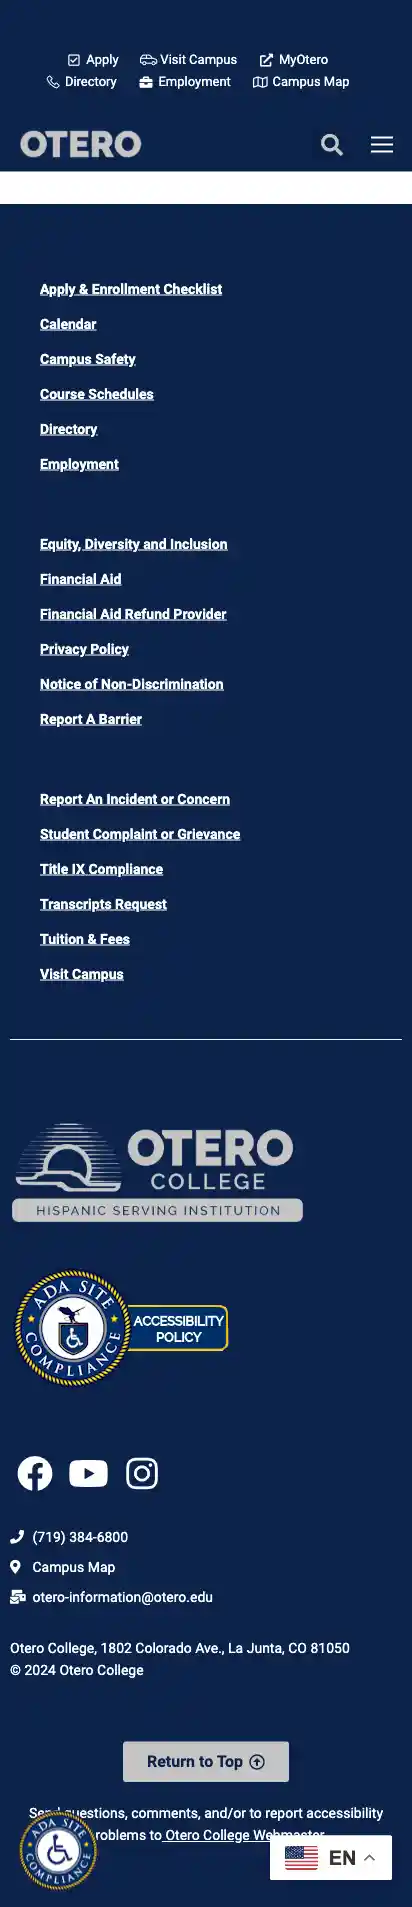 Apply Visit Campus MyOtero
Directory Employment Campus Map
OTERO
Apply & Enrollment Checklist
Calendar
Campus Safety
Course Schedules
Directory
Employment
Equity, Diversity and Inclusion
Financial Aid
Financial Aid Refund Provider
Privacy Policy
Notice of Non-Discrimination
Report A Barrier
Report An Incident or Concern
Student Complaint or Grievance
Title IX Compliance
Transcripts Request
Tuition & Fees
Visit Campus
OTERO
COLLEGE
HISPANIC SERVING INSTITUTION
ADA SITE
COMPLIANCE
ACCESSIBILITY
POLICY
(719) 384-6800
Campus Map
otero-information@otero.edu
Otero College, 1802 Colorado Ave., La Junta, CO 81050
© 2024 Otero College
Return to Top
questions, comments, and/or to report accessibility
to Otero College Webmaster
ADA SITE
COMPLIANCE
EN